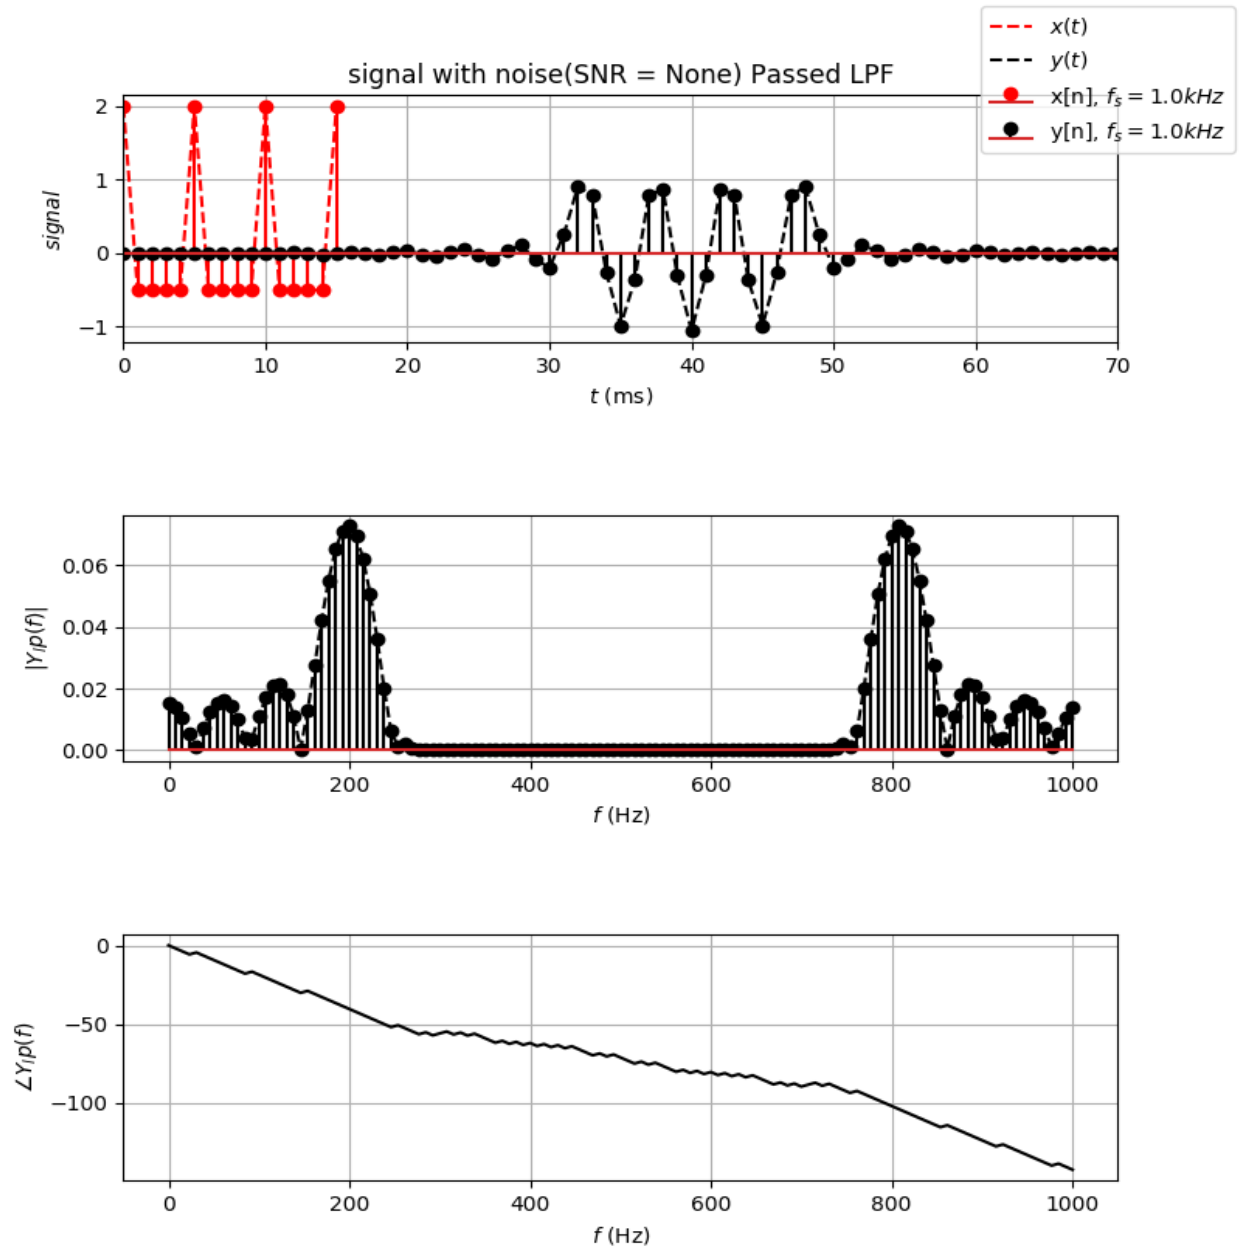 x(t)
y(t)
x[n], f_s = 1.0kHz
y[n], f_s = 1.0kHz
signal with noise(SNR = None) Passed LPF
signal
2
1
0
−1
0 10 20 30 40 50 60 70
t (ms)
|Y_lp(f)|
0.06
0.04
0.02
0.00
0 200 400 600 800 1000
f (Hz)
∠Y_lp(f)
0
−50
−100
0 200 400 600 800 1000
f (Hz)